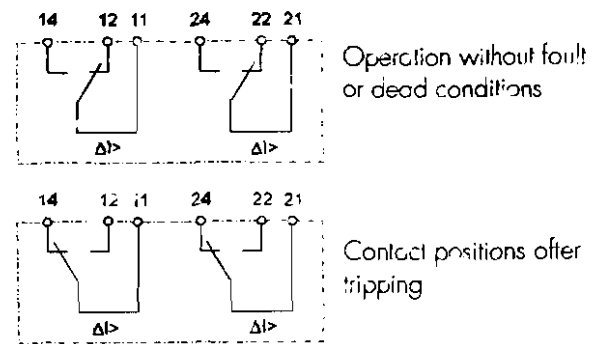 14 12 11 24 22 21
Operation without fault
or dead conditions
ΔI> ΔI>
14 12 11 24 22 21
Contact positions after
tripping
ΔI> ΔI>